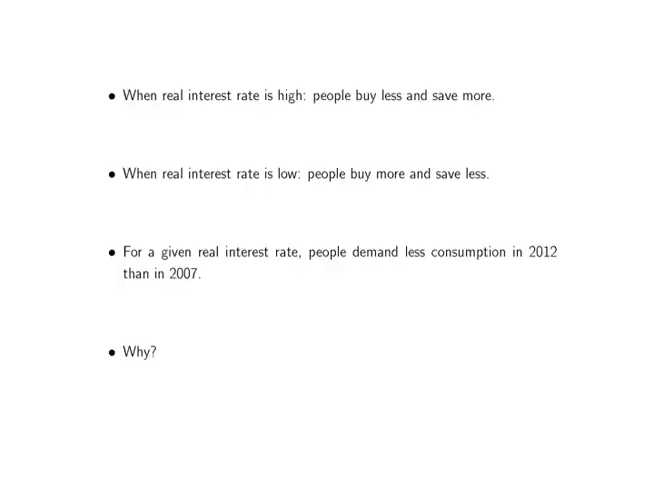 • When real interest rate is high: people buy less and save more.
• When real interest rate is low: people buy more and save less.
• For a given real interest rate, people demand less consumption in 2012
than in 2007.
• Why?